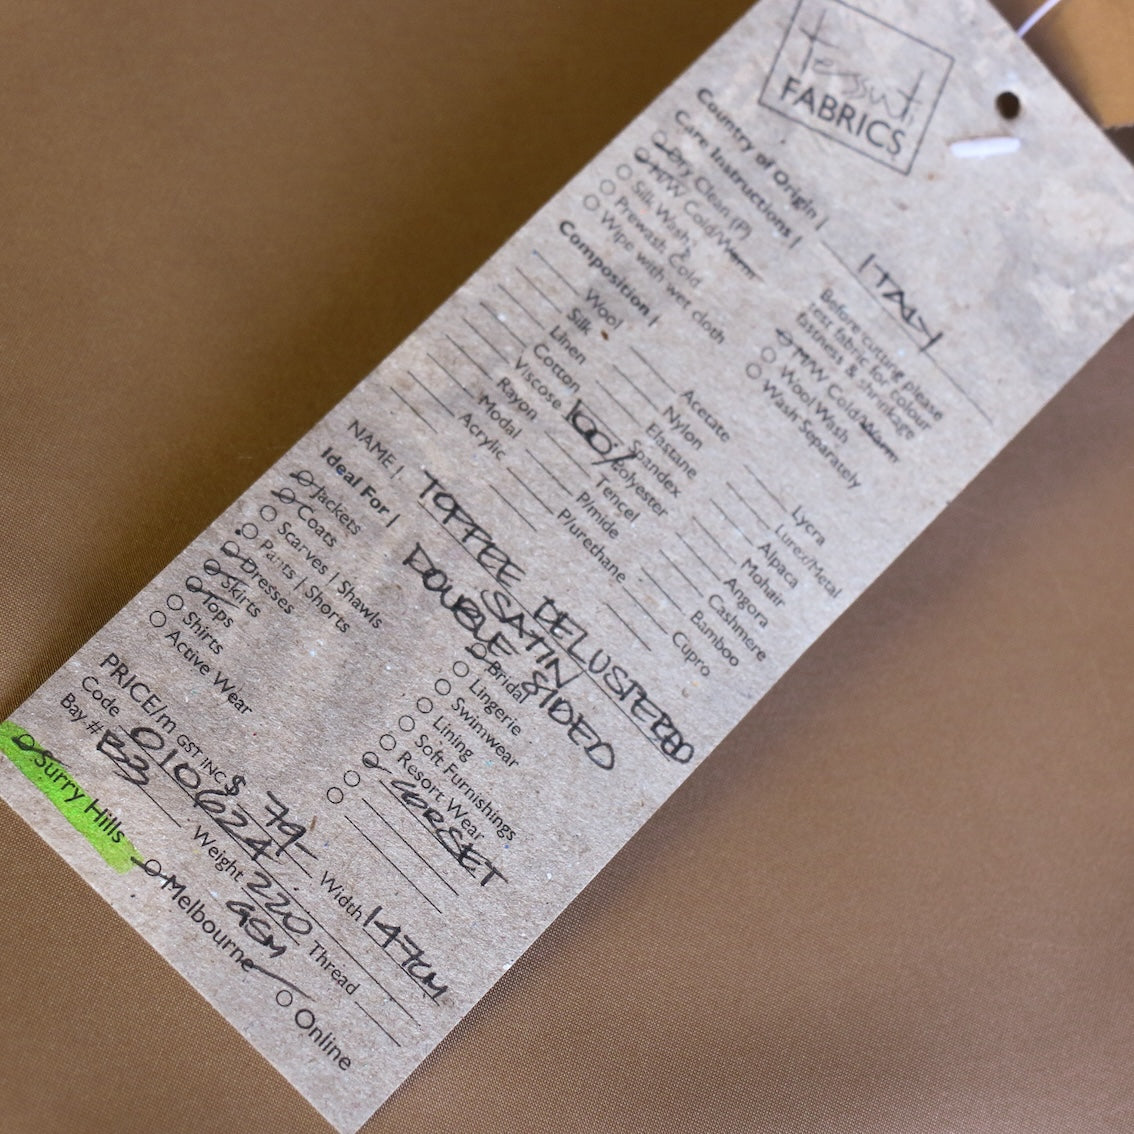 tessuti
FABRICS
Country of Origin | ITALY
Care Instructions |
Dry Clean (P)
M/W Cold/Warm
Silk Wash
Prewash Cold
Wipe with wet cloth
Before cutting please
test fabric for colour
fastness & shrinkage
M/W Cold/Warm
Wool Wash
Wash Separately
Composition |
Wool
Silk
Linen
Cotton
Viscose
Rayon
Modal
Acrylic
Acetate
Nylon
Elastane
Spandex
100% Polyester
Tencel
P/mide
P/urethane
Lycra
Lurex/Metal
Alpaca
Mohair
Angora
Cashmere
Bamboo
Cupro
NAME | TOFFEE DELUSTERED
SATIN
DOUBLE SIDED
Ideal For |
Jackets
Coats
Scarves | Shawls
Pants | Shorts
Dresses
Skirts
Tops
Shirts
Active Wear
Bridal
Lingerie
Swimwear
Lining
Soft Furnishings
Resort Wear
CORSET
PRICE/m GST INC. $ 79- Width 147cm
Code 010624 Weight 220 GSM Thread
Bay # B3
Surry Hills Melbourne Online